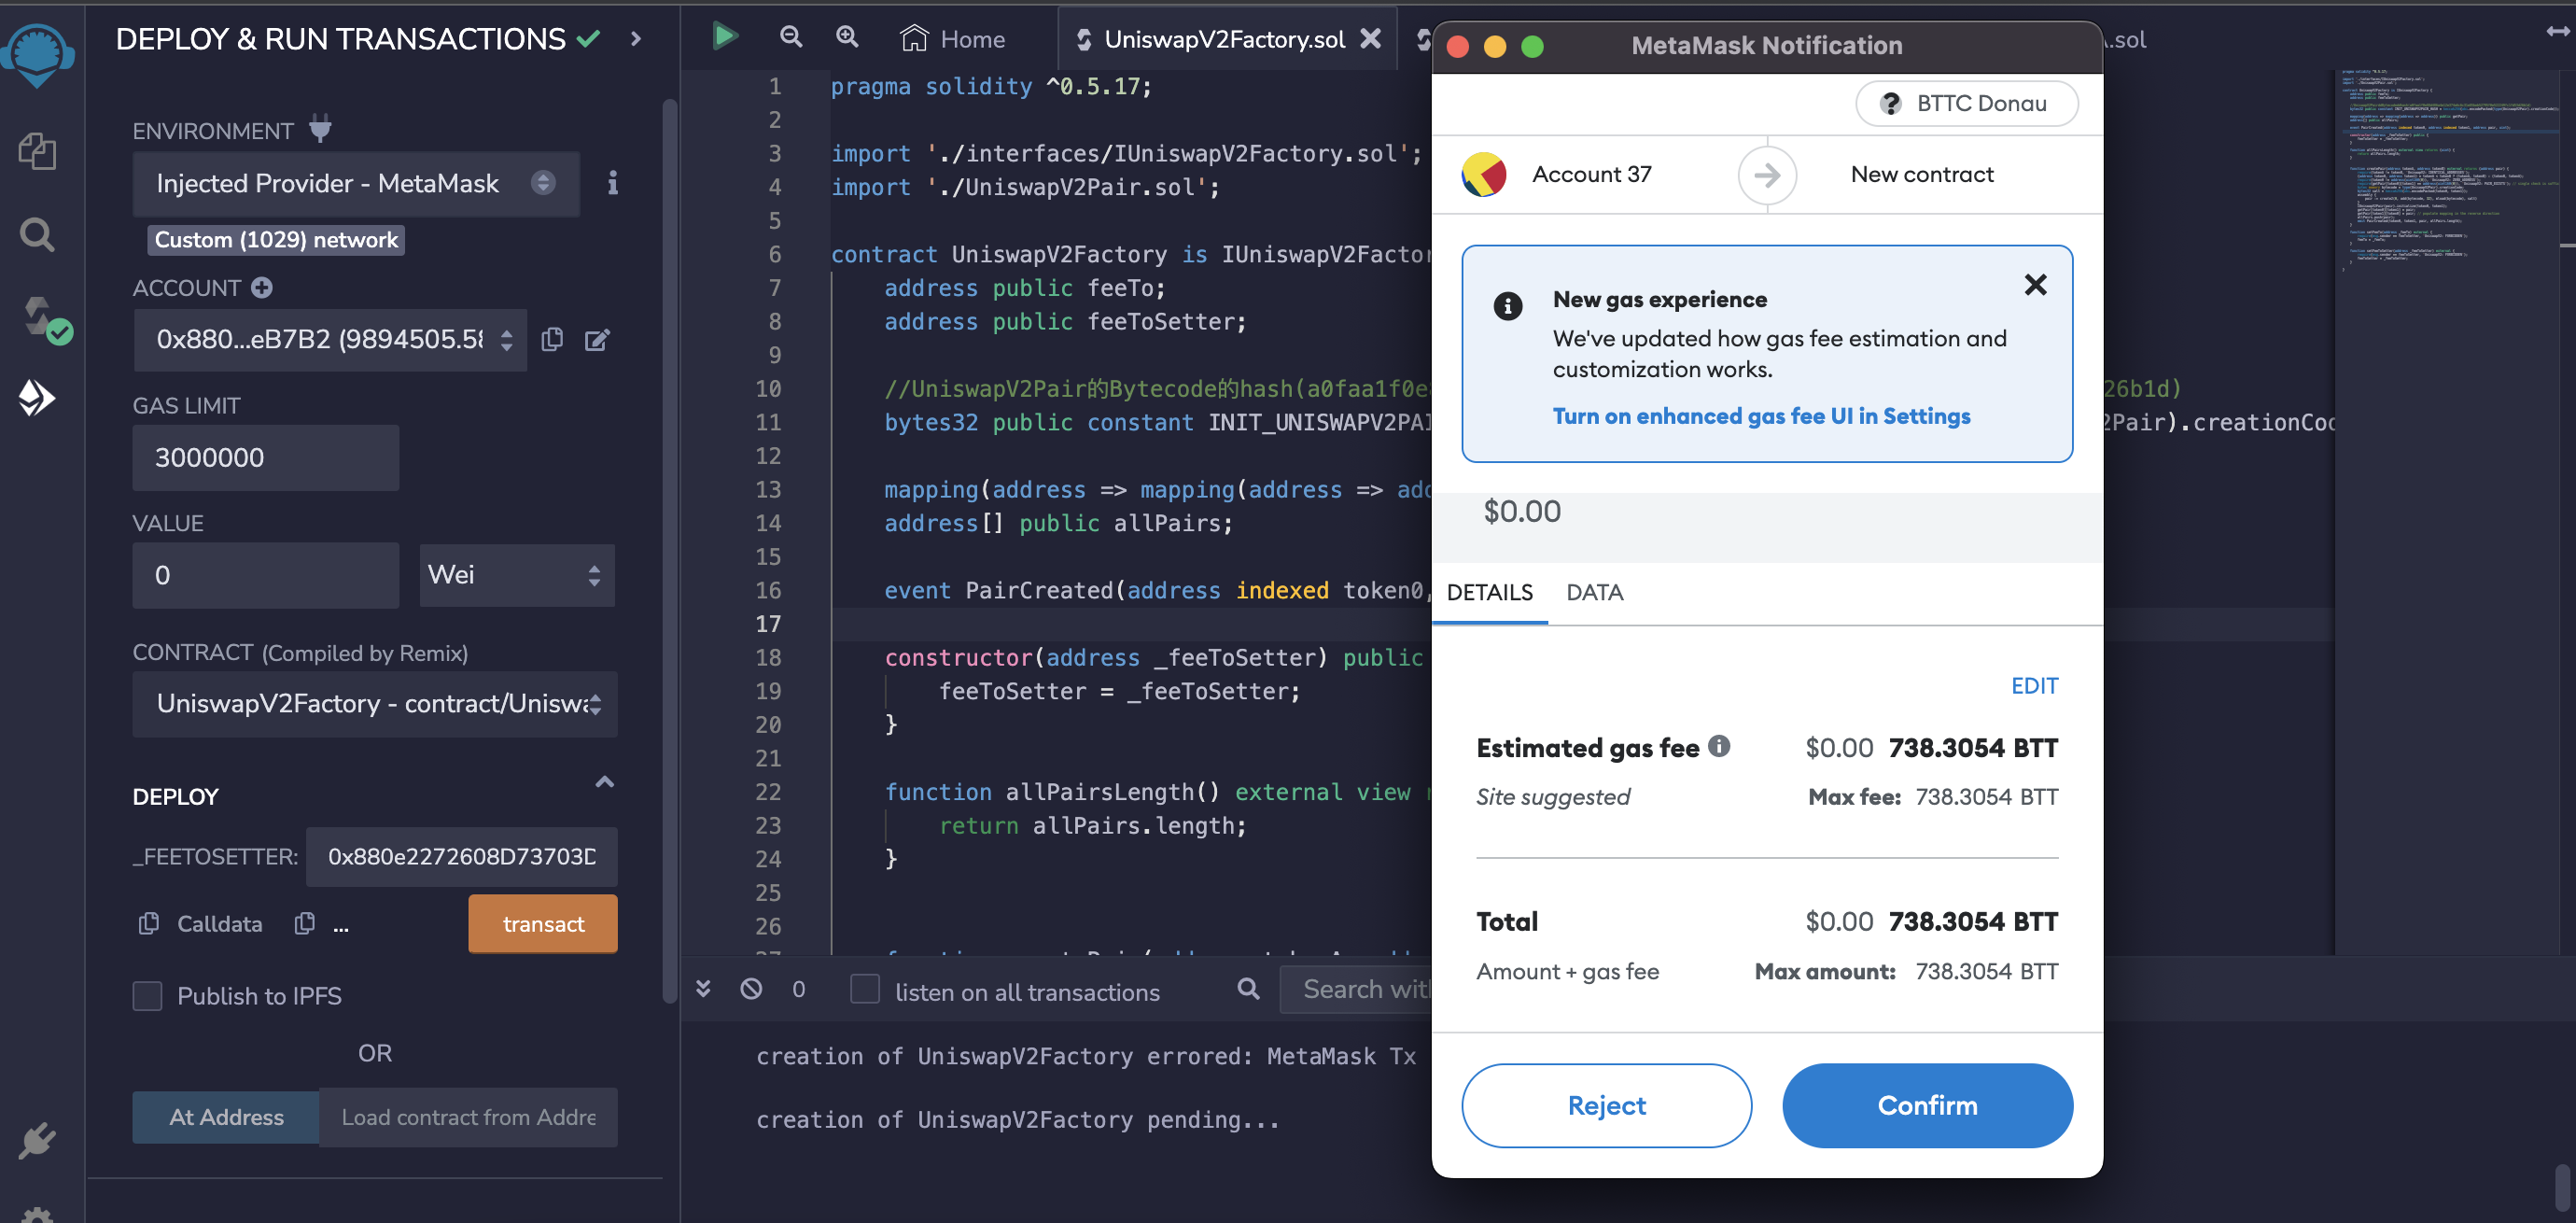 DEPLOY & RUN TRANSACTIONS
ENVIRONMENT
Injected Provider - MetaMask
Custom (1029) network
ACCOUNT
0x880...eB7B2 (9894505.58
GAS LIMIT
3000000
VALUE
0
Wei
CONTRACT (Compiled by Remix)
UniswapV2Factory - contract/Uniswa
DEPLOY
_FEETOSETTER:
0x880e2272608D73703D
Calldata
...
transact
Publish to IPFS
OR
At Address
Load contract from Addre
Home
UniswapV2Factory.sol
.sol
1 pragma solidity ^0.5.17;
2
3 import './interfaces/IUniswapV2Factory.sol';
4 import './UniswapV2Pair.sol';
5
6 contract UniswapV2Factory is IUniswapV2Factor
7 address public feeTo;
8 address public feeToSetter;
9
10 //UniswapV2Pair的Bytecode的hash(a0faa1f0e 26b1d)
11 bytes32 public constant INIT_UNISWAPV2PAI 2Pair).creationCod
12
13 mapping(address => mapping(address => add
14 address[] public allPairs;
15
16 event PairCreated(address indexed token0,
17
18 constructor(address _feeToSetter) public
19 feeToSetter = _feeToSetter;
20 }
21
22 function allPairsLength() external view
23 return allPairs.length;
24 }
25
26
0
listen on all transactions
Search with
creation of UniswapV2Factory errored: MetaMask Tx
creation of UniswapV2Factory pending...
MetaMask Notification
BTTC Donau
Account 37
New contract
New gas experience
We've updated how gas fee estimation and
customization works.
Turn on enhanced gas fee UI in Settings
$0.00
DETAILS
DATA
EDIT
Estimated gas fee $0.00 738.3054 BTT
Site suggested Max fee: 738.3054 BTT
Total $0.00 738.3054 BTT
Amount + gas fee Max amount: 738.3054 BTT
Reject
Confirm